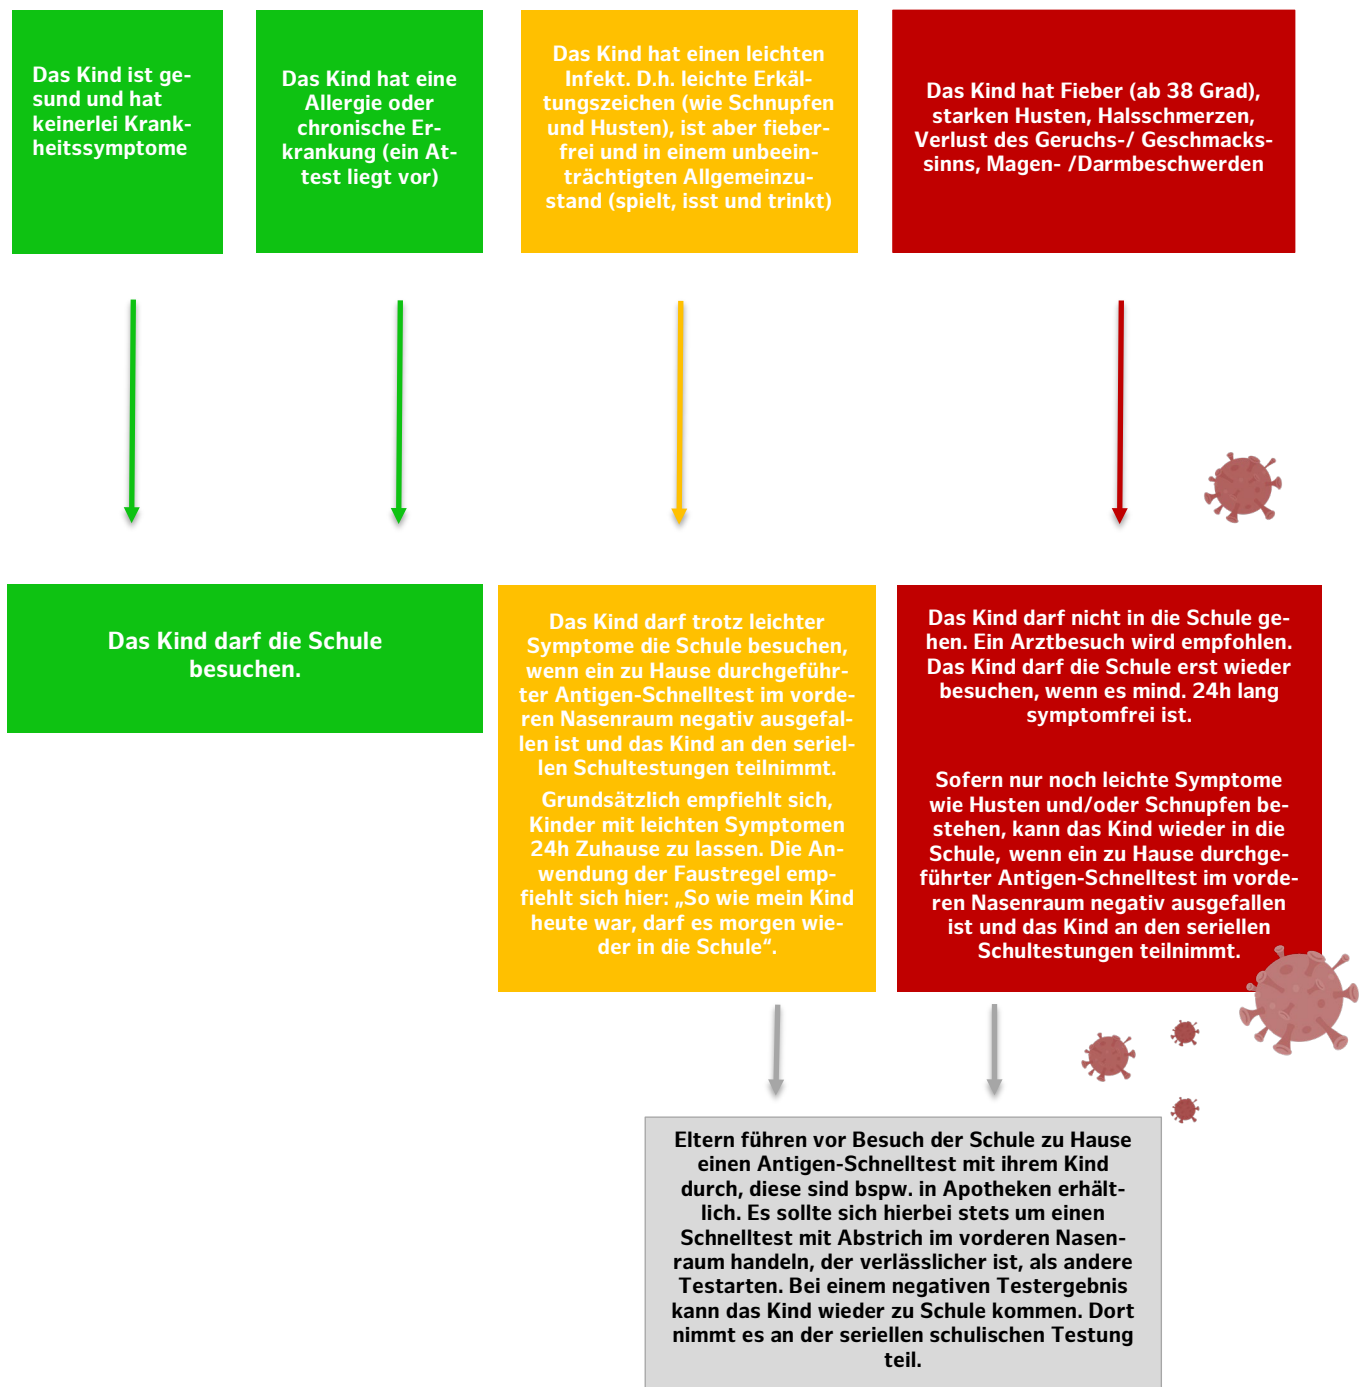 Das Kind ist ge-
sund und hat
keinerlei Krank-
heitssymptome
Das Kind hat eine
Allergie oder
chronische Er-
krankung (ein At-
test liegt vor)
Das Kind hat einen leichten
Infekt. D.h. leichte Erkäl-
tungszeichen (wie Schnupfen
und Husten), ist aber fieber-
frei und in einem unbeein-
trächtigten Allgemeinzu-
stand (spielt, isst und trinkt)
Das Kind hat Fieber (ab 38 Grad),
starken Husten, Halsschmerzen,
Verlust des Geruchs-/ Geschmacks-
sinns, Magen- /Darmbeschwerden
Das Kind darf die Schule
besuchen.
Das Kind darf trotz leichter
Symptome die Schule besuchen,
wenn ein zu Hause durchgeführ-
ter Antigen-Schnelltest im vorde-
ren Nasenraum negativ ausgefal-
len ist und das Kind an den seriel-
len Schultestungen teilnimmt.
Grundsätzlich empfiehlt sich,
Kinder mit leichten Symptomen
24h Zuhause zu lassen. Die An-
wendung der Faustregel emp-
fiehlt sich hier: „So wie mein Kind
heute war, darf es morgen wie-
der in die Schule“.
Das Kind darf nicht in die Schule ge-
hen. Ein Arztbesuch wird empfohlen.
Das Kind darf die Schule erst wieder
besuchen, wenn es mind. 24h lang
symptomfrei ist.
Sofern nur noch leichte Symptome
wie Husten und/oder Schnupfen be-
stehen, kann das Kind wieder in die
Schule, wenn ein zu Hause durchge-
führter Antigen-Schnelltest im vorde-
ren Nasenraum negativ ausgefallen
ist und das Kind an den seriellen
Schultestungen teilnimmt.
Eltern führen vor Besuch der Schule zu Hause
einen Antigen-Schnelltest mit ihrem Kind
durch, diese sind bspw. in Apotheken erhält-
lich. Es sollte sich hierbei stets um einen
Schnelltest mit Abstrich im vorderen Nasen-
raum handeln, der verlässlicher ist, als andere
Testarten. Bei einem negativen Testergebnis
kann das Kind wieder zu Schule kommen. Dort
nimmt es an der seriellen schulischen Testung
teil.